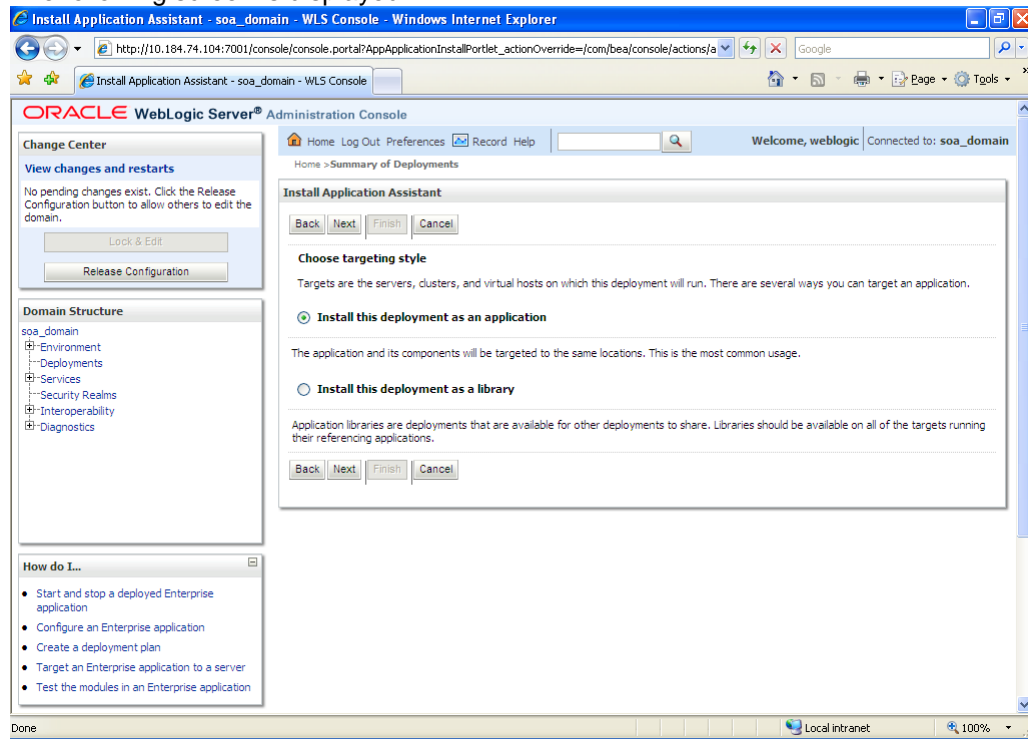 Install Application Assistant - soa_domain - WLS Console - Windows Internet Explorer
http://10.184.74.104:7001/console/console.portal?AppApplicationInstallPortlet_actionOverride=/com/bea/console/actions/a
Google
Install Application Assistant - soa_domain - WLS Console
Page
Tools
ORACLE WebLogic Server® Administration Console
Change Center
View changes and restarts
No pending changes exist. Click the Release
Configuration button to allow others to edit the
domain.
Lock & Edit
Release Configuration
Domain Structure
soa_domain
Environment
Deployments
Services
Security Realms
Interoperability
Diagnostics
How do I...
Start and stop a deployed Enterprise
application
Configure an Enterprise application
Create a deployment plan
Target an Enterprise application to a server
Test the modules in an Enterprise application
Home Log Out Preferences Record Help
Welcome, weblogic Connected to: soa_domain
Home >Summary of Deployments
Install Application Assistant
Back Next Finish Cancel
Choose targeting style
Targets are the servers, clusters, and virtual hosts on which this deployment will run. There are several ways you can target an application.
Install this deployment as an application
The application and its components will be targeted to the same locations. This is the most common usage.
Install this deployment as a library
Application libraries are deployments that are available for other deployments to share. Libraries should be available on all of the targets running
their referencing applications.
Back Next Finish Cancel
Done
Local intranet
100%